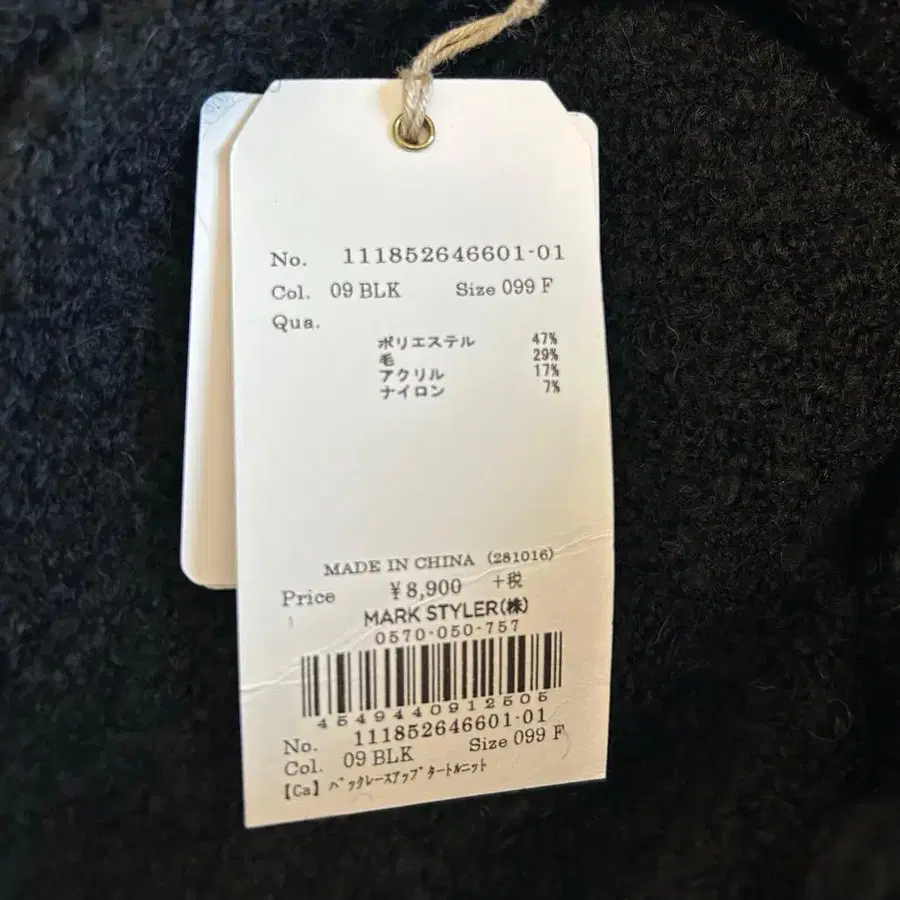 No. 111852646601-01
Col. 09 BLK Size 099 F
Qua.
ポリエステル 47%
毛 29%
アクリル 17%
ナイロン 7%
MADE IN CHINA (281016)
Price ¥8,900 +税
MARK STYLER(株)
0570-050-757
4549440912505
No. 111852646601-01
Col. 09 BLK Size 099 F
【Ca】バックレースアップタートルニット